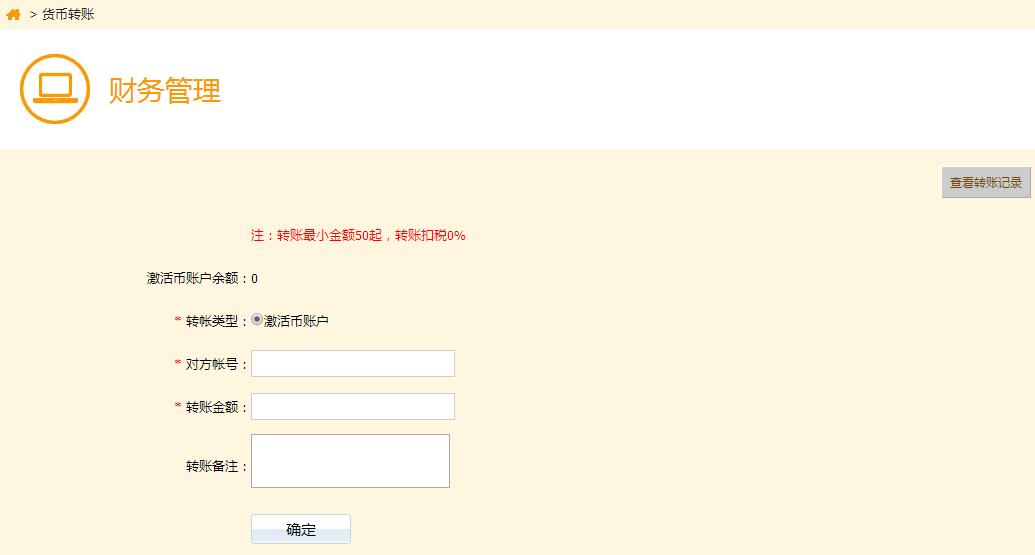 > 货币转账
财务管理
查看转账记录
注：转账最小金额50起，转账扣税0%
激活币账户余额：0
* 转帐类型：激活币账户
* 对方帐号：
* 转账金额：
转账备注：
确定